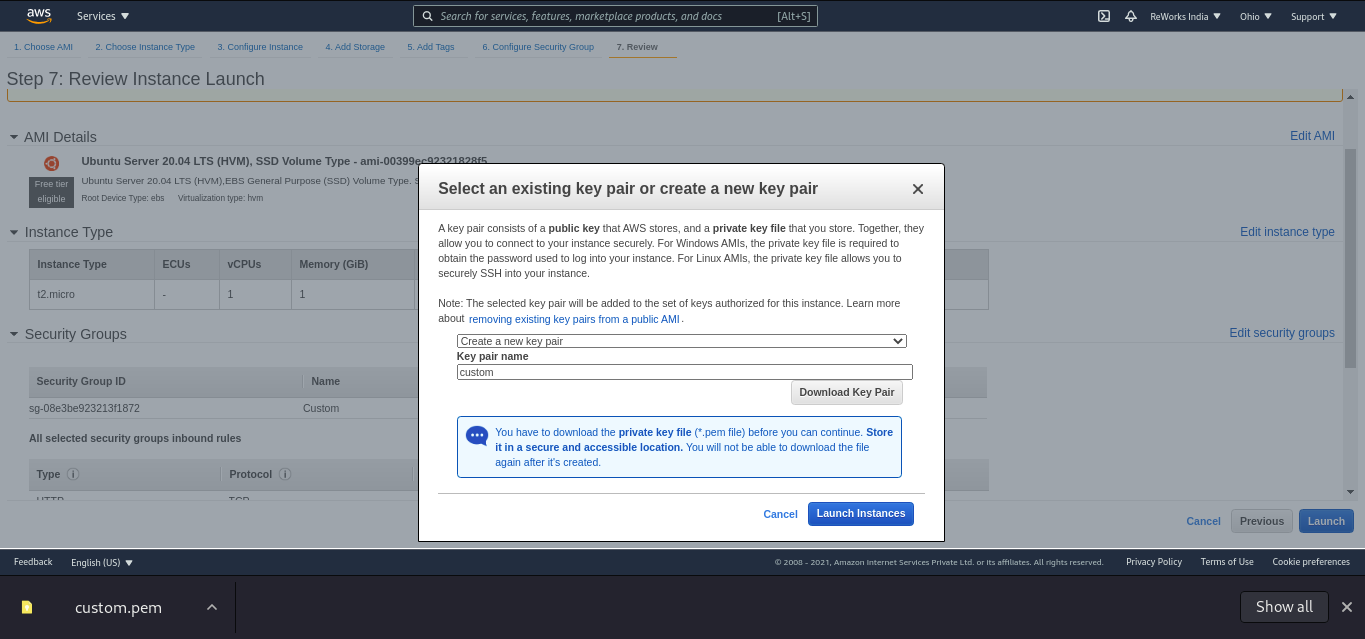 aws
Services
Search for services, features, marketplace products, and docs [Alt+S]
ReWorks India
Ohio
Support
1. Choose AMI 2. Choose Instance Type 3. Configure Instance 4. Add Storage 5. Add Tags 6. Configure Security Group 7. Review
Step 7: Review Instance Launch
AMI Details
Edit AMI
Ubuntu Server 20.04 LTS (HVM), SSD Volume Type - ami-00399ec92321828f5
Free tier
eligible
Ubuntu Server 20.04 LTS (HVM),EBS General Purpose (SSD) Volume Type.
Root Device Type: ebs Virtualization type: hvm
Instance Type
Edit instance type
Instance Type ECUs vCPUs Memory (GiB)
t2.micro - 1 1
Security Groups
Edit security groups
Security Group ID Name
sg-08e3be923213f1872 Custom
All selected security groups inbound rules
Type i Protocol i
HTTP TCP
Cancel Previous Launch
Select an existing key pair or create a new key pair
A key pair consists of a public key that AWS stores, and a private key file that you store. Together, they
allow you to connect to your instance securely. For Windows AMIs, the private key file is required to
obtain the password used to log into your instance. For Linux AMIs, the private key file allows you to
securely SSH into your instance.
Note: The selected key pair will be added to the set of keys authorized for this instance. Learn more
about removing existing key pairs from a public AMI .
Create a new key pair
Key pair name
custom
Download Key Pair
You have to download the private key file (*.pem file) before you can continue. Store
it in a secure and accessible location. You will not be able to download the file
again after it's created.
Cancel Launch Instances
Feedback English (US)
© 2008 - 2021, Amazon Internet Services Private Ltd. or its affiliates. All rights reserved. Privacy Policy Terms of Use Cookie preferences
custom.pem
Show all